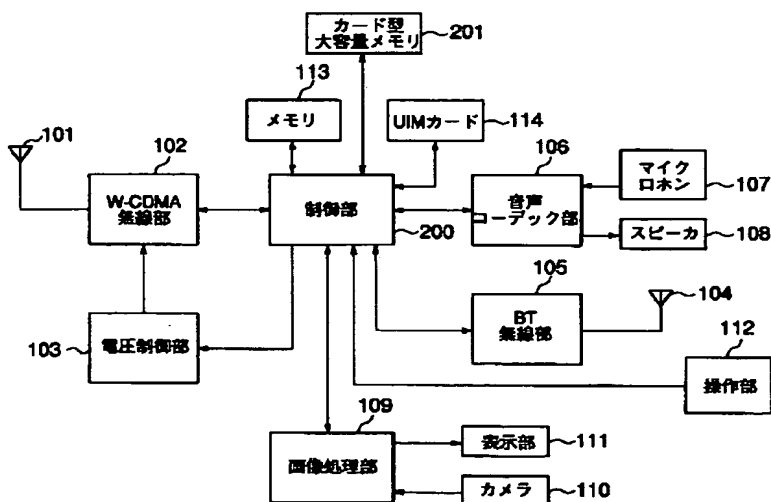 カード型
大容量メモリ
201
113
メモリ
UIMカード
114
101
102
W-CDMA
無線部
制御部
200
106
音声
コーデック部
マイク
ロホン
107
スピーカ
108
103
電圧制御部
105
BT
無線部
104
112
操作部
109
画像処理部
表示部
111
カメラ
110